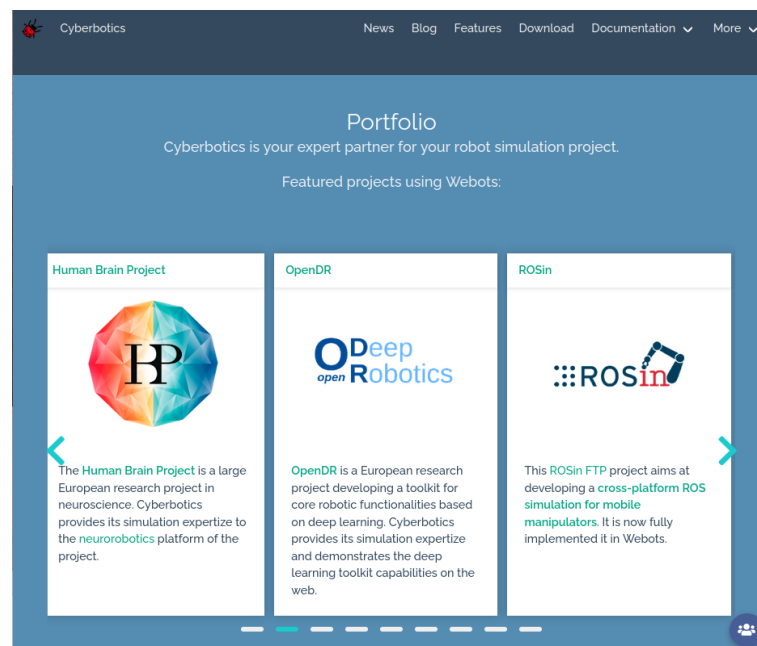 Cyberbotics
News Blog Features Download Documentation More
Portfolio
Cyberbotics is your expert partner for your robot simulation project.
Featured projects using Webots:
Human Brain Project
HP
The Human Brain Project is a large
European research project in
neuroscience. Cyberbotics
provides its simulation expertize to
the neurorobotics platform of the
project.
OpenDR
ODeep
open Robotics
OpenDR is a European research
project developing a toolkit for
core robotic functionalities based
on deep learning. Cyberbotics
provides its simulation expertize
and demonstrates the deep
learning toolkit capabilities on the
web.
ROSin
ROSin
This ROSin FTP project aims at
developing a cross-platform ROS
simulation for mobile
manipulators. It is now fully
implemented it in Webots.